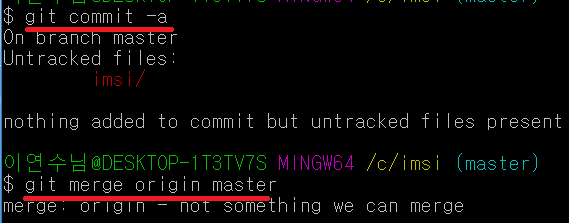 $ git commit -a
On branch master
Untracked files:
imsi/
nothing added to commit but untracked files present
이연수님@DESKTOP-1T3TV7S MINGW64 /c/imsi (master)
$ git merge origin master
merge: origin - not something we can merge